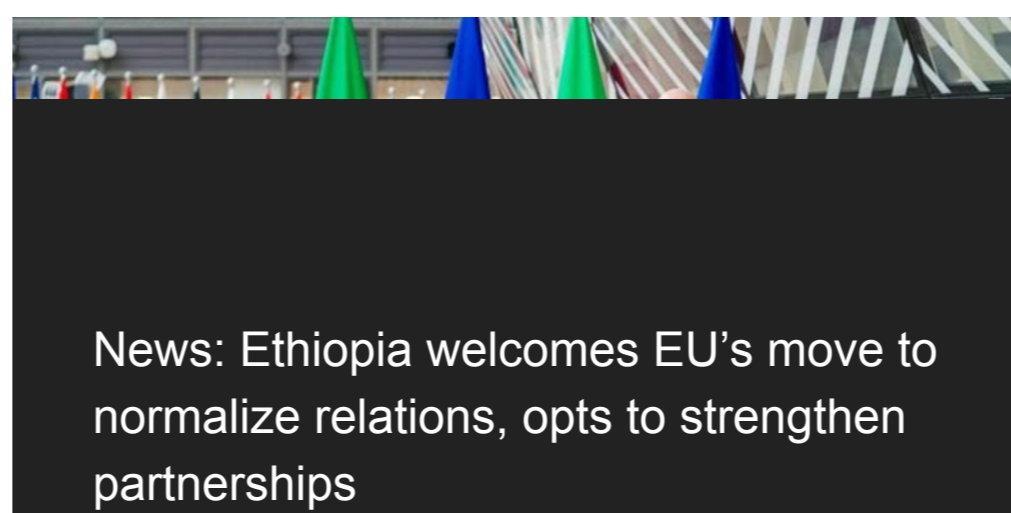 News: Ethiopia welcomes EU’s move to
normalize relations, opts to strengthen
partnerships